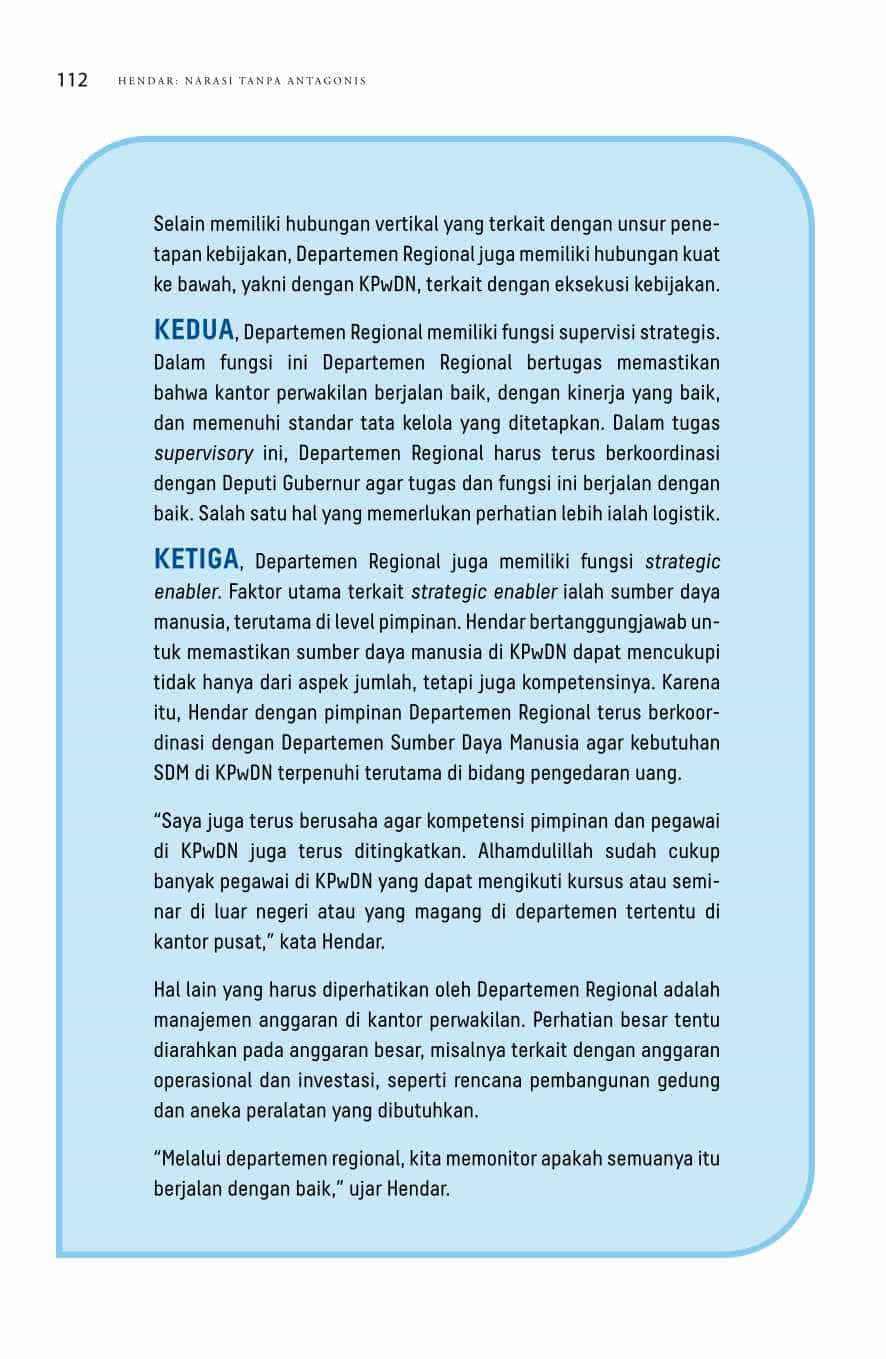 112 HENDAR: NARASI TANPA ANTAGONIS
Selain memiliki hubungan vertikal yang terkait dengan unsur pene-
tapan kebijakan, Departemen Regional juga memiliki hubungan kuat
ke bawah, yakni dengan KPwDN, terkait dengan eksekusi kebijakan.
KEDUA, Departemen Regional memiliki fungsi supervisi strategis.
Dalam fungsi ini Departemen Regional bertugas memastikan
bahwa kantor perwakilan berjalan baik, dengan kinerja yang baik,
dan memenuhi standar tata kelola yang ditetapkan. Dalam tugas
supervisory ini, Departemen Regional harus terus berkoordinasi
dengan Deputi Gubernur agar tugas dan fungsi ini berjalan dengan
baik. Salah satu hal yang memerlukan perhatian lebih ialah logistik.
KETIGA, Departemen Regional juga memiliki fungsi strategic
enabler. Faktor utama terkait strategic enabler ialah sumber daya
manusia, terutama di level pimpinan. Hendar bertanggungjawab un-
tuk memastikan sumber daya manusia di KPwDN dapat mencukupi
tidak hanya dari aspek jumlah, tetapi juga kompetensinya. Karena
itu, Hendar dengan pimpinan Departemen Regional terus berkoor-
dinasi dengan Departemen Sumber Daya Manusia agar kebutuhan
SDM di KPwDN terpenuhi terutama di bidang pengedaran uang.
“Saya juga terus berusaha agar kompetensi pimpinan dan pegawai
di KPwDN juga terus ditingkatkan. Alhamdulillah sudah cukup
banyak pegawai di KPwDN yang dapat mengikuti kursus atau semi-
nar di luar negeri atau yang magang di departemen tertentu di
kantor pusat,” kata Hendar.
Hal lain yang harus diperhatikan oleh Departemen Regional adalah
manajemen anggaran di kantor perwakilan. Perhatian besar tentu
diarahkan pada anggaran besar, misalnya terkait dengan anggaran
operasional dan investasi, seperti rencana pembangunan gedung
dan aneka peralatan yang dibutuhkan.
“Melalui departemen regional, kita memonitor apakah semuanya itu
berjalan dengan baik,” ujar Hendar.